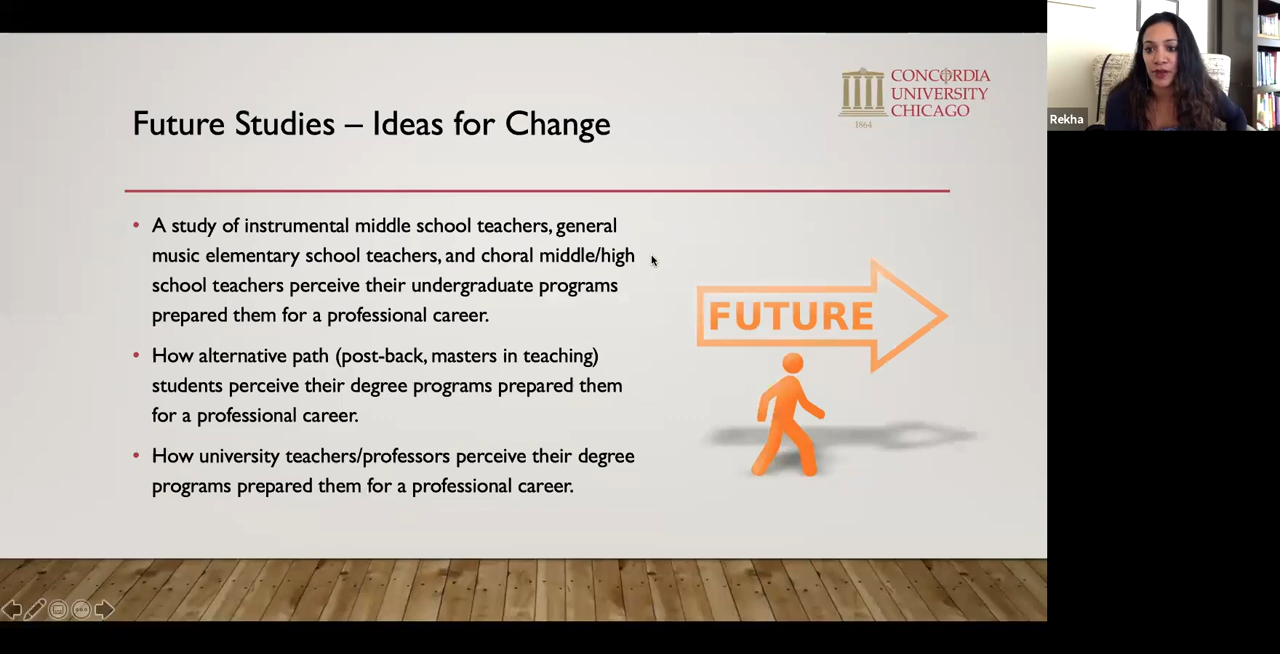 CONCORDIA
UNIVERSITY
CHICAGO
1864
Future Studies – Ideas for Change
• A study of instrumental middle school teachers, general
music elementary school teachers, and choral middle/high
school teachers perceive their undergraduate programs
prepared them for a professional career.
• How alternative path (post-back, masters in teaching)
students perceive their degree programs prepared them
for a professional career.
• How university teachers/professors perceive their degree
programs prepared them for a professional career.
FUTURE
Rekha